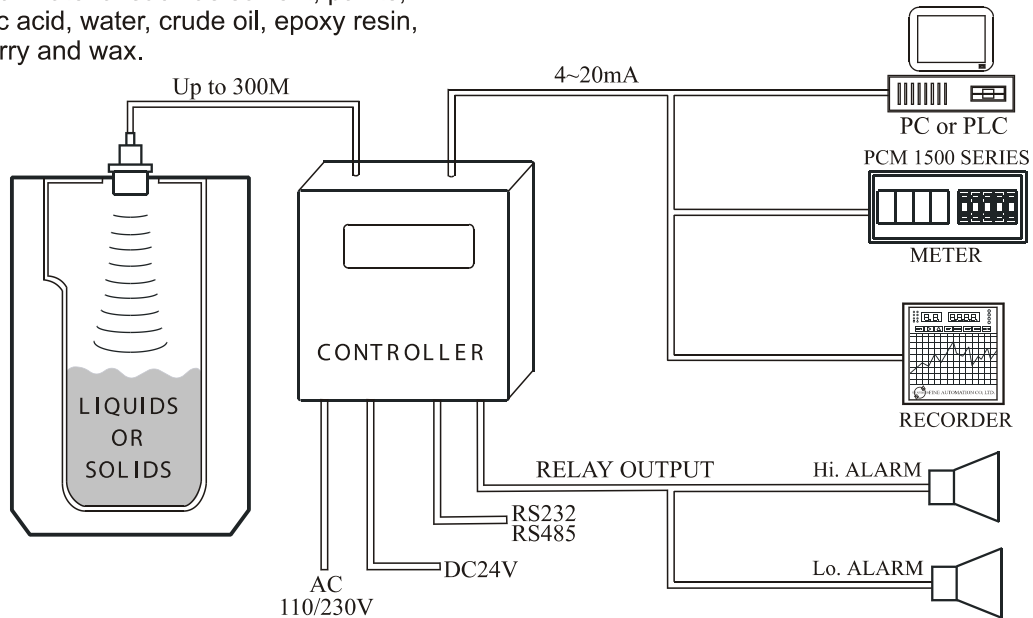 c acid, water, crude oil, epoxy resin,
rry and wax.
Up to 300M
4~20mA
PC or PLC
PCM 1500 SERIES
METER
CONTROLLER
LIQUIDS
OR
SOLIDS
RECORDER
RELAY OUTPUT
Hi. ALARM
RS232
RS485
DC24V
Lo. ALARM
AC
110/230V